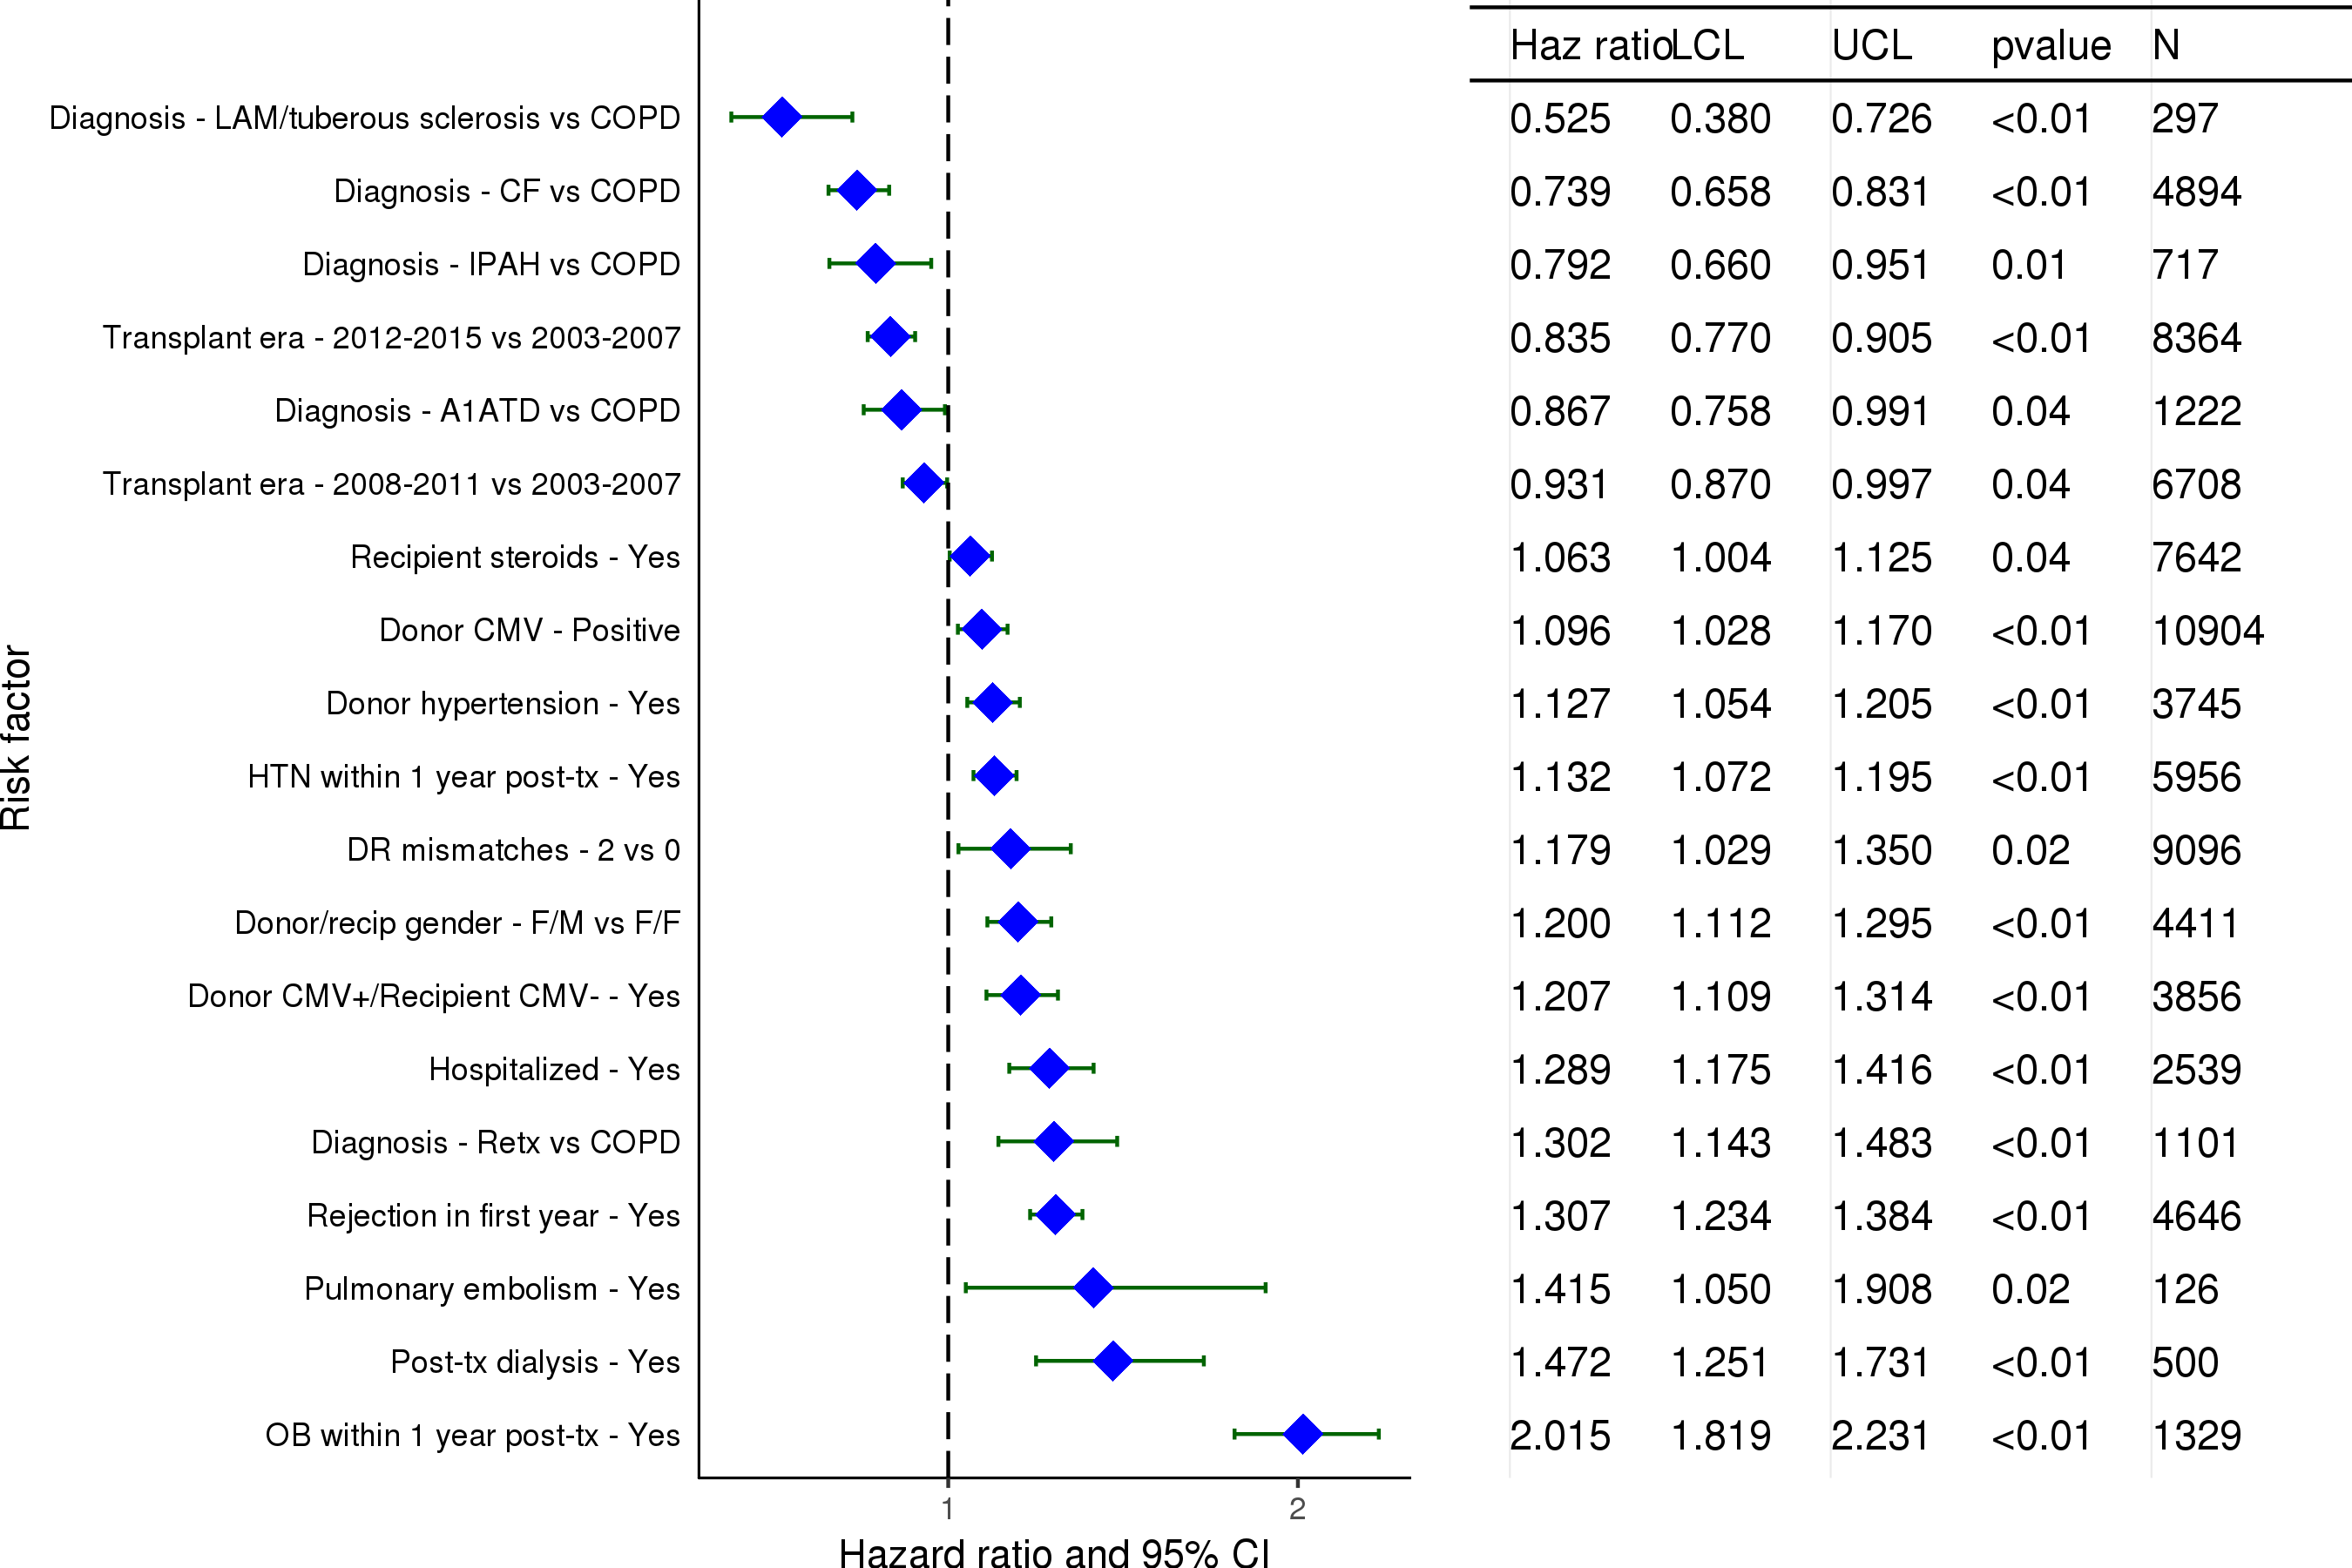 Haz ratio LCL UCL pvalue N
Diagnosis - LAM/tuberous sclerosis vs COPD 0.525 0.380 0.726 <0.01 297
Diagnosis - CF vs COPD 0.739 0.658 0.831 <0.01 4894
Diagnosis - IPAH vs COPD 0.792 0.660 0.951 0.01 717
Transplant era - 2012-2015 vs 2003-2007 0.835 0.770 0.905 <0.01 8364
Diagnosis - A1ATD vs COPD 0.867 0.758 0.991 0.04 1222
Transplant era - 2008-2011 vs 2003-2007 0.931 0.870 0.997 0.04 6708
Recipient steroids - Yes 1.063 1.004 1.125 0.04 7642
Donor CMV - Positive 1.096 1.028 1.170 <0.01 10904
Donor hypertension - Yes 1.127 1.054 1.205 <0.01 3745
HTN within 1 year post-tx - Yes 1.132 1.072 1.195 <0.01 5956
DR mismatches - 2 vs 0 1.179 1.029 1.350 0.02 9096
Donor/recip gender - F/M vs F/F 1.200 1.112 1.295 <0.01 4411
Donor CMV+/Recipient CMV- - Yes 1.207 1.109 1.314 <0.01 3856
Hospitalized - Yes 1.289 1.175 1.416 <0.01 2539
Diagnosis - Retx vs COPD 1.302 1.143 1.483 <0.01 1101
Rejection in first year - Yes 1.307 1.234 1.384 <0.01 4646
Pulmonary embolism - Yes 1.415 1.050 1.908 0.02 126
Post-tx dialysis - Yes 1.472 1.251 1.731 <0.01 500
OB within 1 year post-tx - Yes 2.015 1.819 2.231 <0.01 1329
Risk factor
1 2
Hazard ratio and 95% CI